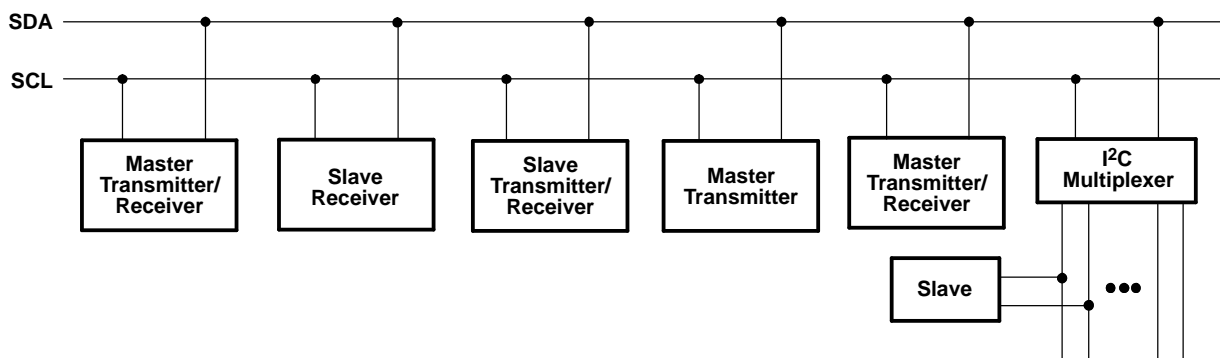 SDA
SCL
Master
Transmitter/
Receiver
Slave
Receiver
Slave
Transmitter/
Receiver
Master
Transmitter
Master
Transmitter/
Receiver
I²C
Multiplexer
Slave